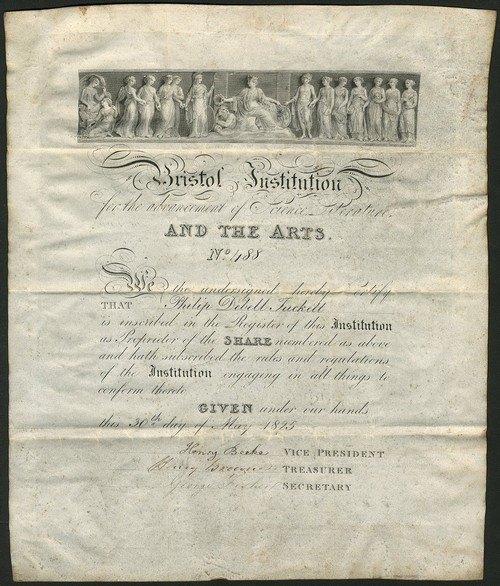 Bristol Institution
for the advancement of Science, Literature,
AND THE ARTS.
No. 488
We the undersigned hereby Certify
THAT Philip Debell Tuckett
is inscribed in the Register of this Institution
as Proprietor of the SHARE numbered as above
and hath subscribed the rules and regulations
of the Institution engaging in all things to
conform thereto
GIVEN under our hands
this 30th day of May 1825
Henry Beeke VICE PRESIDENT
TREASURER
SECRETARY